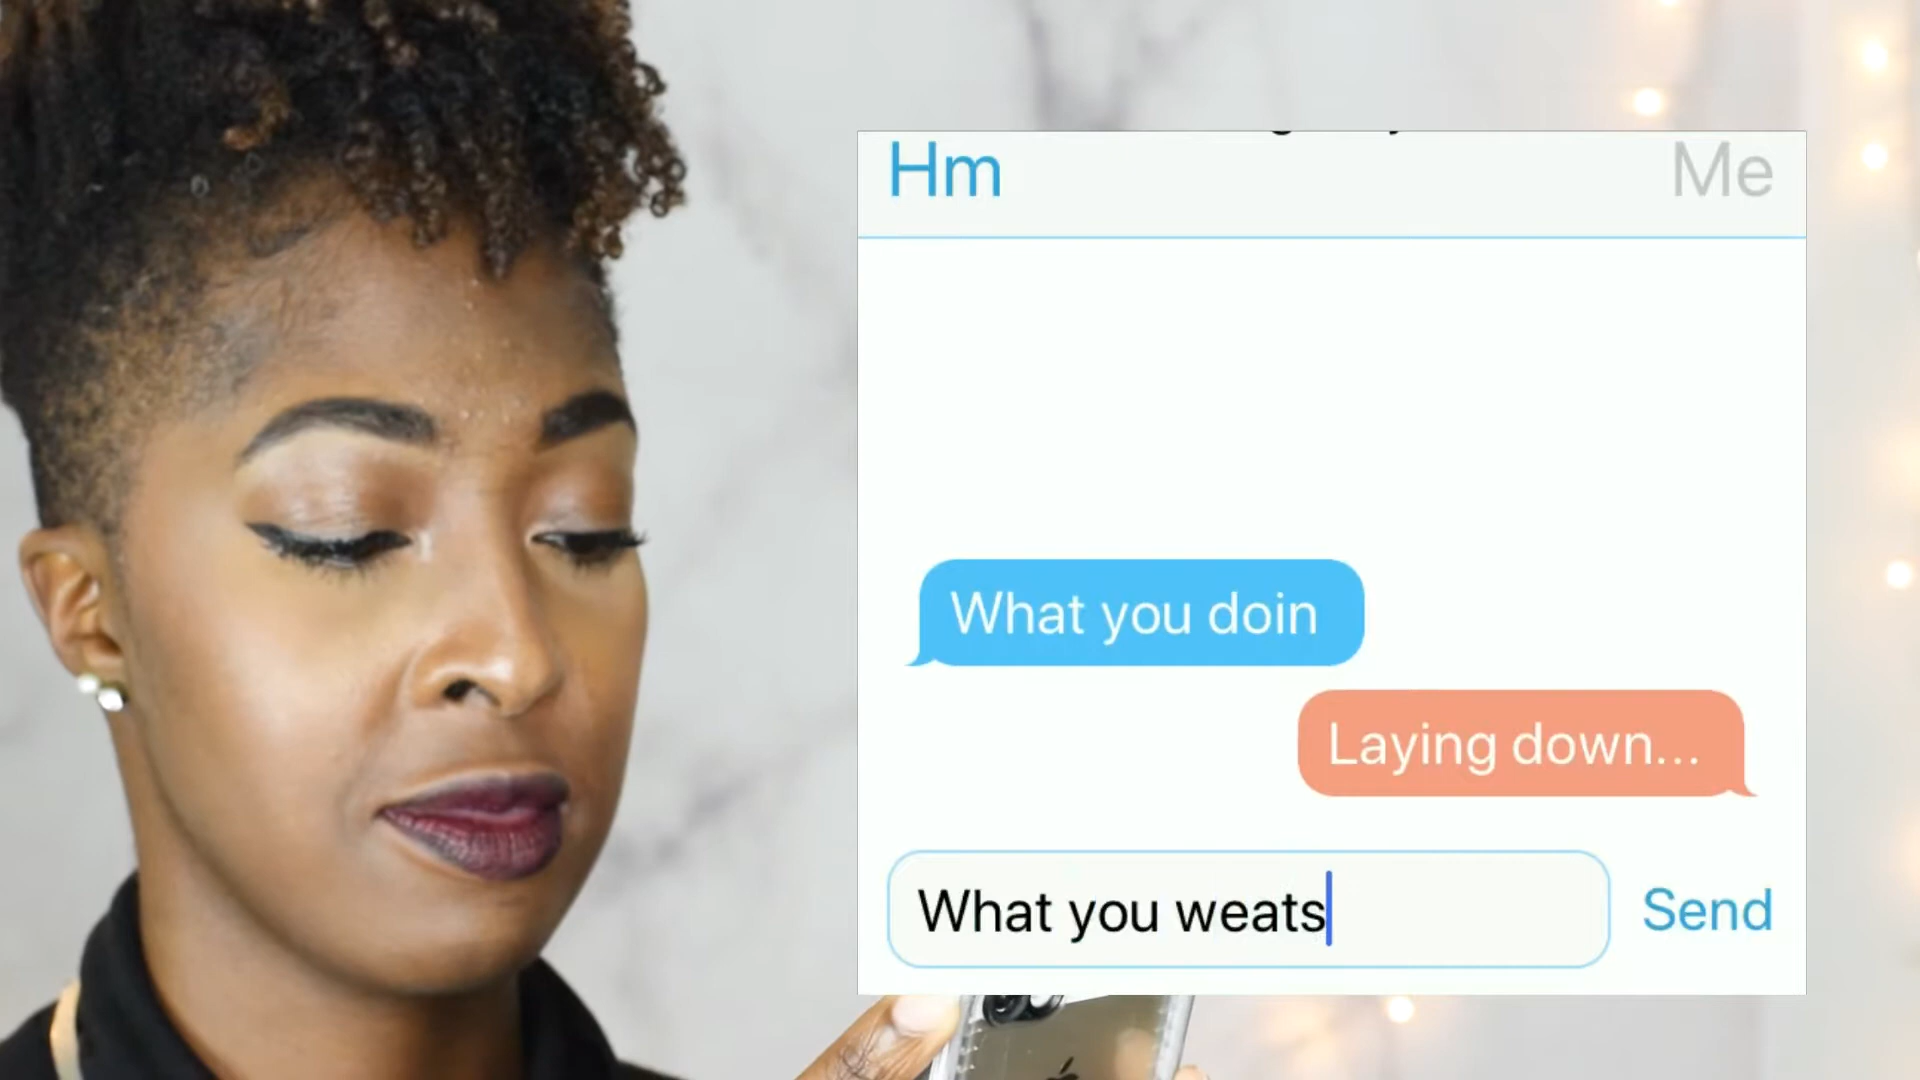 Hm
Me
What you doin
Laying down...
What you weats
Send